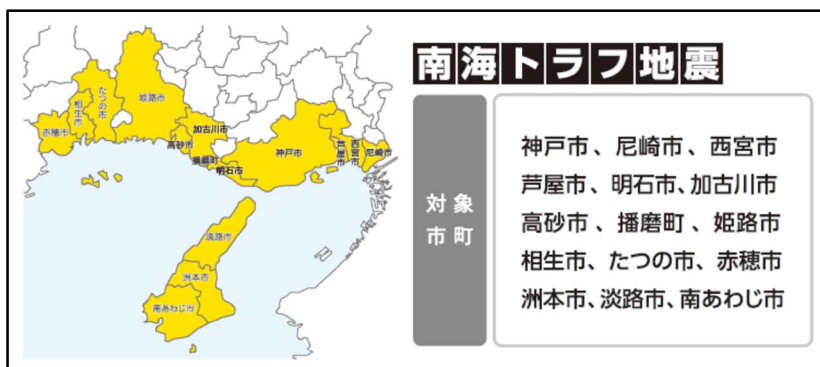 南海トラフ地震
対象
市町
神戸市、尼崎市、西宮市
芦屋市、明石市、加古川市
高砂市、播磨町、姫路市
相生市、たつの市、赤穂市
洲本市、淡路市、南あわじ市
赤穂市
相生市
たつの市
姫路市
加古川市
高砂市
播磨町
明石市
神戸市
芦屋市
西宮市
尼崎市
淡路市
洲本市
南あわじ市